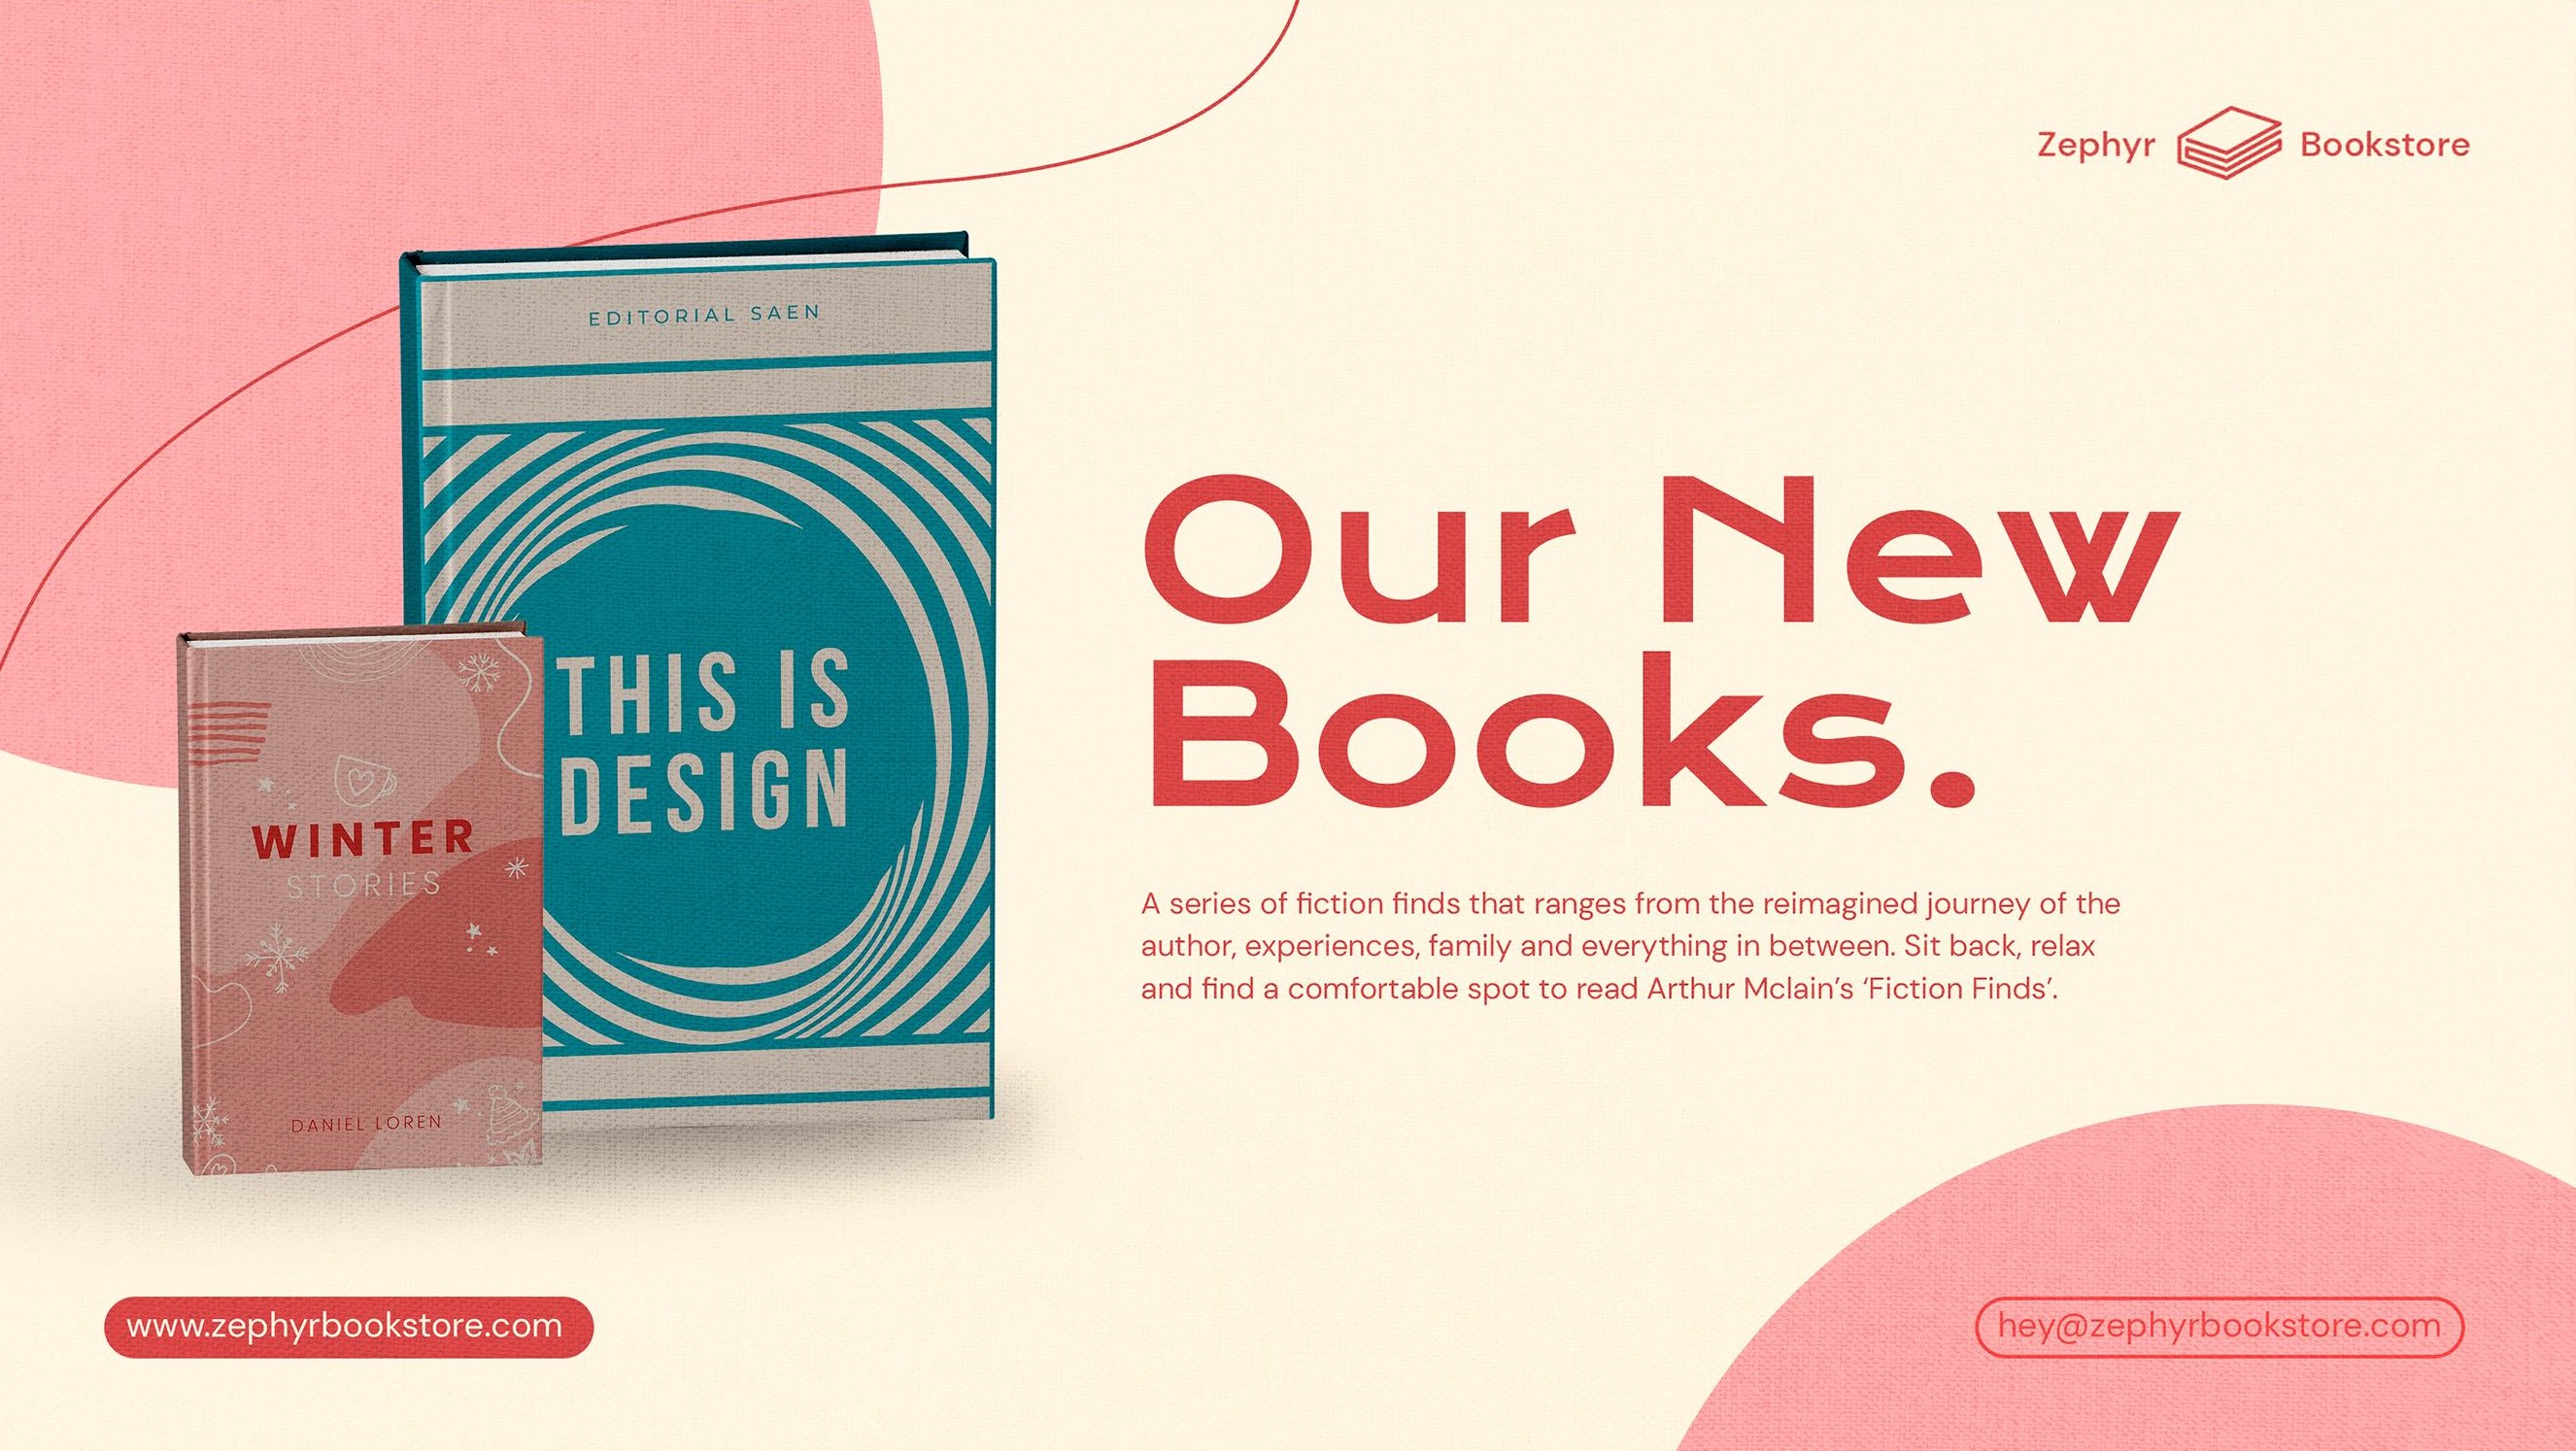 Zephyr Bookstore
EDITORIAL SAEN
THIS IS
DESIGN
WINTER
STORIES
DANIEL LOREN
Our New
Books.
A series of fiction finds that ranges from the reimagined journey of the
author, experiences, family and everything in between. Sit back, relax
and find a comfortable spot to read Arthur Mclain’s ‘Fiction Finds’.
www.zephyrbookstore.com
hey@zephyrbookstore.com